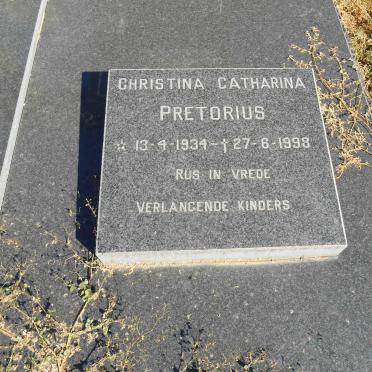 CHRISTINA CATHARINA
PRETORIUS
☆ 13-4-1934-†27-6-1998
RUS IN VREDE
VERLANGENDE KINDERS